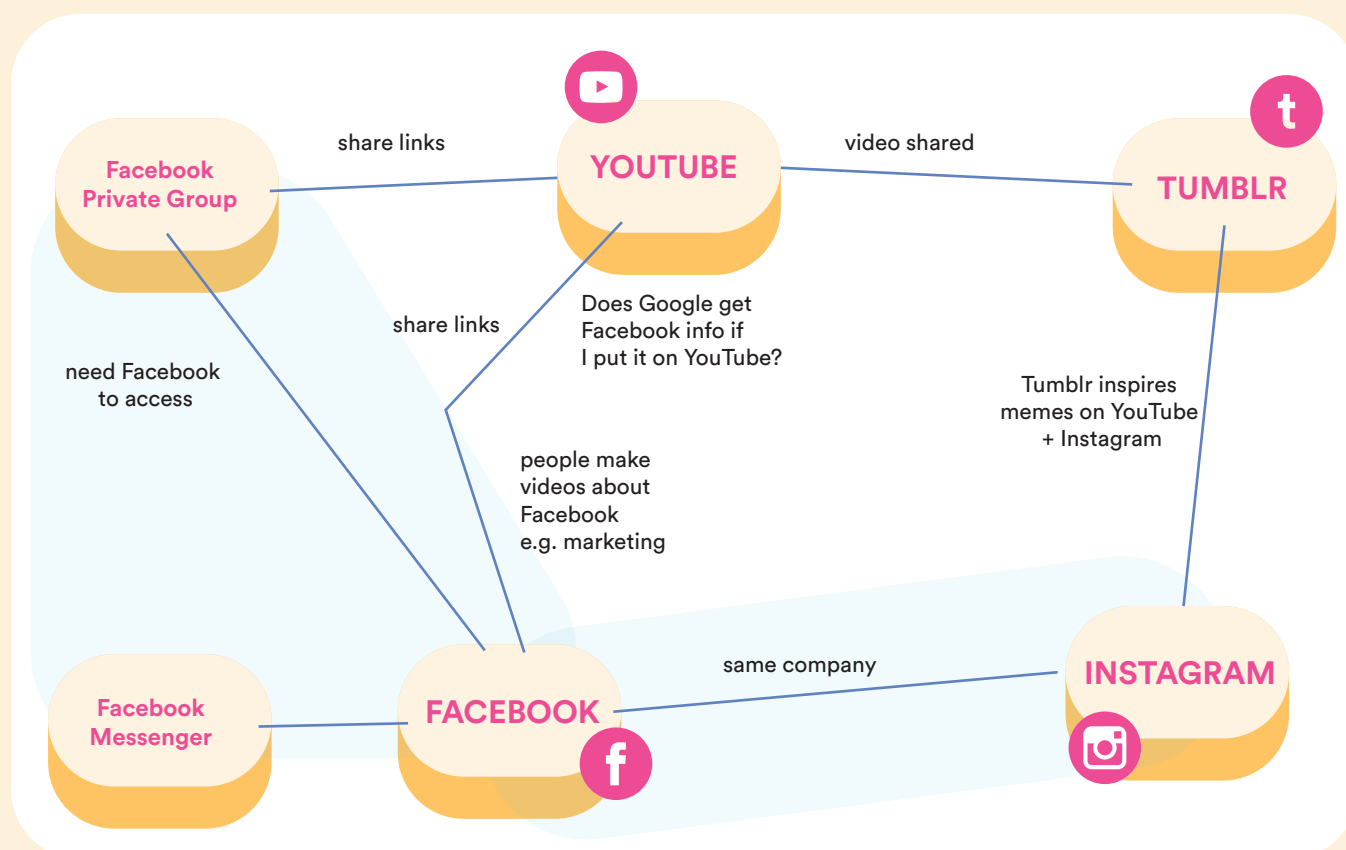 share links
video shared
Facebook
Private Group
YOUTUBE
t
TUMBLR
share links
Does Google get
Facebook info if
I put it on YouTube?
need Facebook
to access
Tumblr inspires
memes on YouTube
+ Instagram
people make
videos about
Facebook
e.g. marketing
same company
INSTAGRAM
Facebook
Messenger
FACEBOOK
f